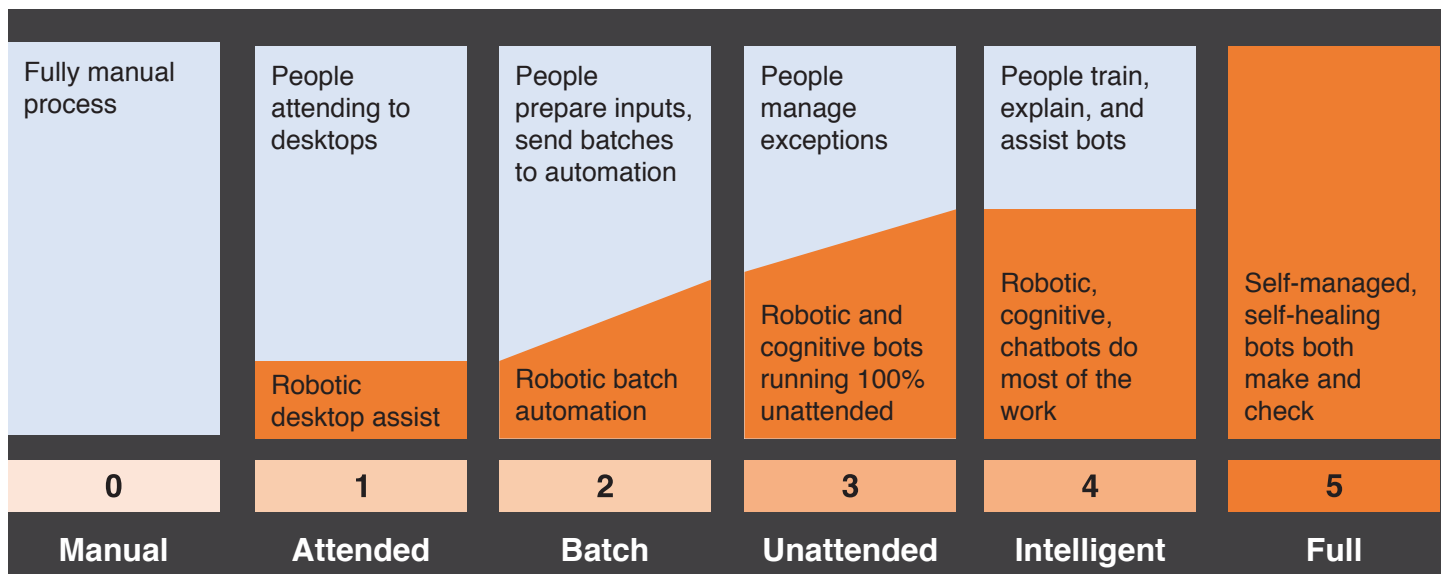 Fully manual
process
People
attending to
desktops
Robotic
desktop assist
People
prepare inputs,
send batches
to automation
Robotic batch
automation
People
manage
exceptions
Robotic and
cognitive bots
running 100%
unattended
People train,
explain, and
assist bots
Robotic,
cognitive,
chatbots do
most of the
work
Self-managed,
self-healing
bots both
make and
check
0
1
2
3
4
5
Manual
Attended
Batch
Unattended
Intelligent
Full